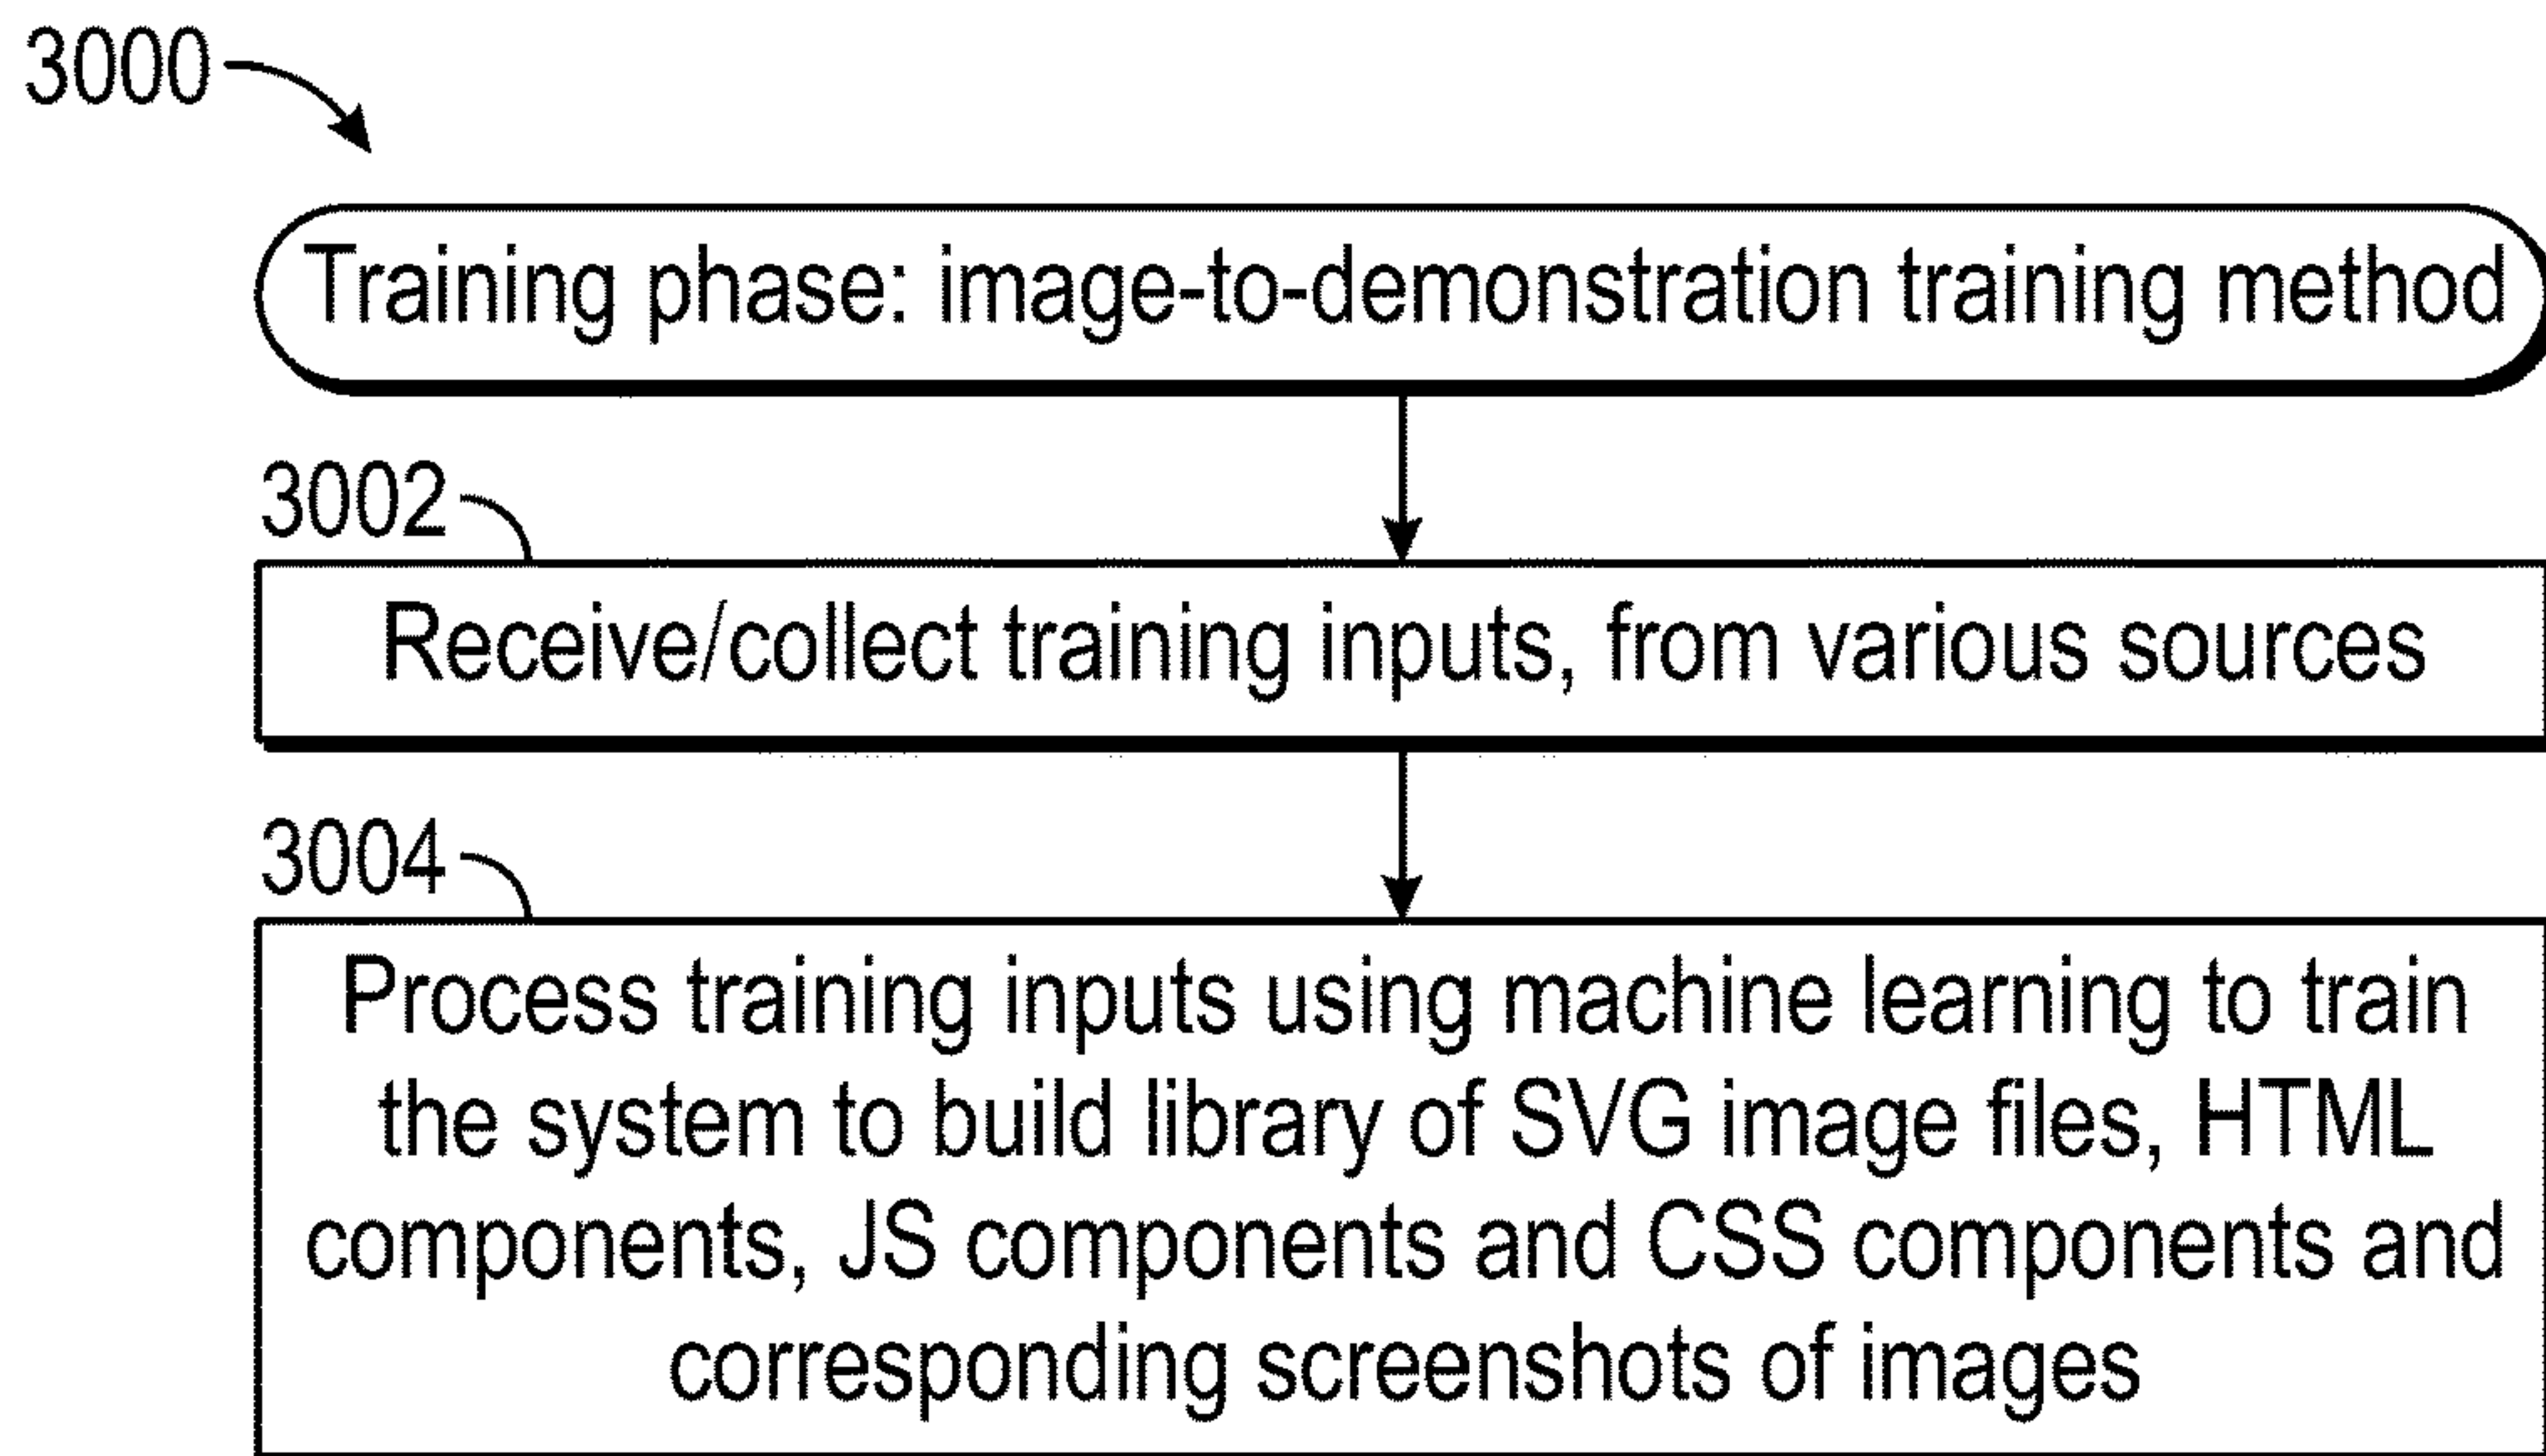 3000
Training phase: image-to-demonstration training method
3002
Receive/collect training inputs, from various sources
3004
Process training inputs using machine learning to train
the system to build library of SVG image files, HTML
components, JS components and CSS components and
corresponding screenshots of images